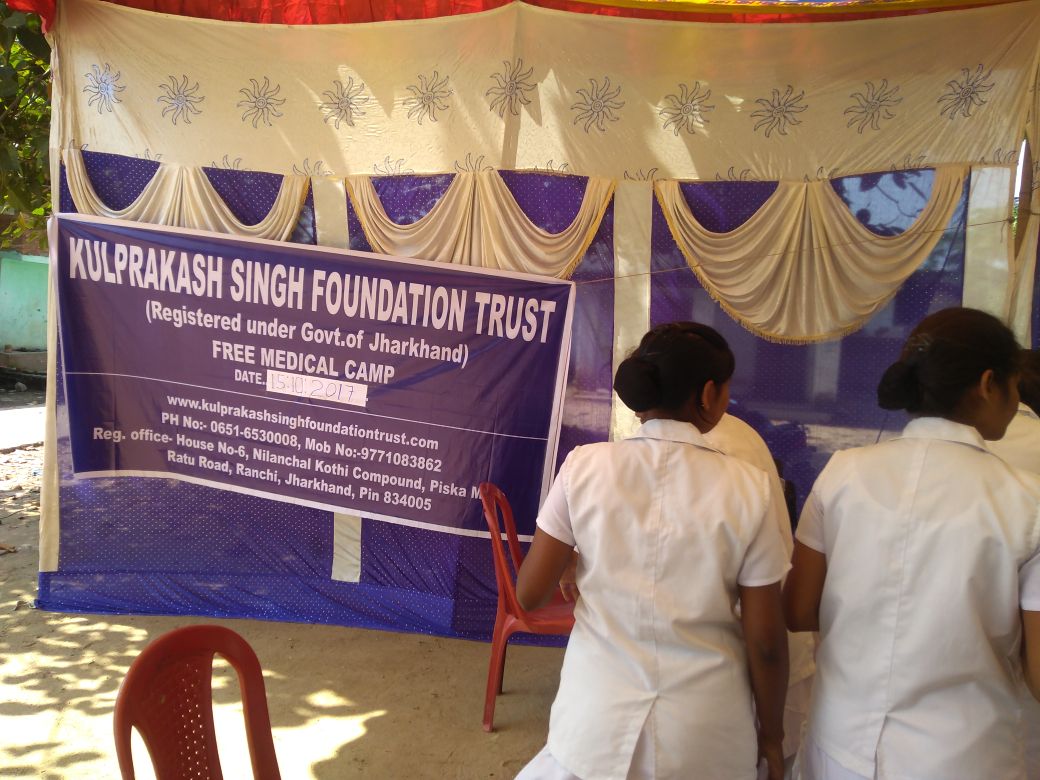 KULPRAKASH SINGH FOUNDATION TRUST
(Registered under Govt.of Jharkhand)
FREE MEDICAL CAMP
DATE..15.10.2017.
www.kulprakashsinghfoundationtrust.com
PH No:- 0651-6530008, Mob No:-9771083862
Reg. office- House No-6, Nilanchal Kothi Compound, Piska
Ratu Road, Ranchi, Jharkhand, Pin 834005